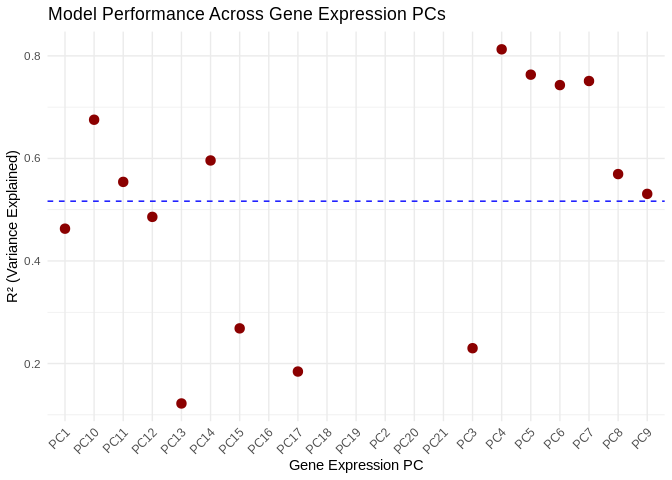 Model Performance Across Gene Expression PCs
R² (Variance Explained)
0.8
0.6
0.4
0.2
PC1 PC10 PC11 PC12 PC13 PC14 PC15 PC16 PC17 PC18 PC19 PC2 PC20 PC21 PC3 PC4 PC5 PC6 PC7 PC8 PC9
Gene Expression PC